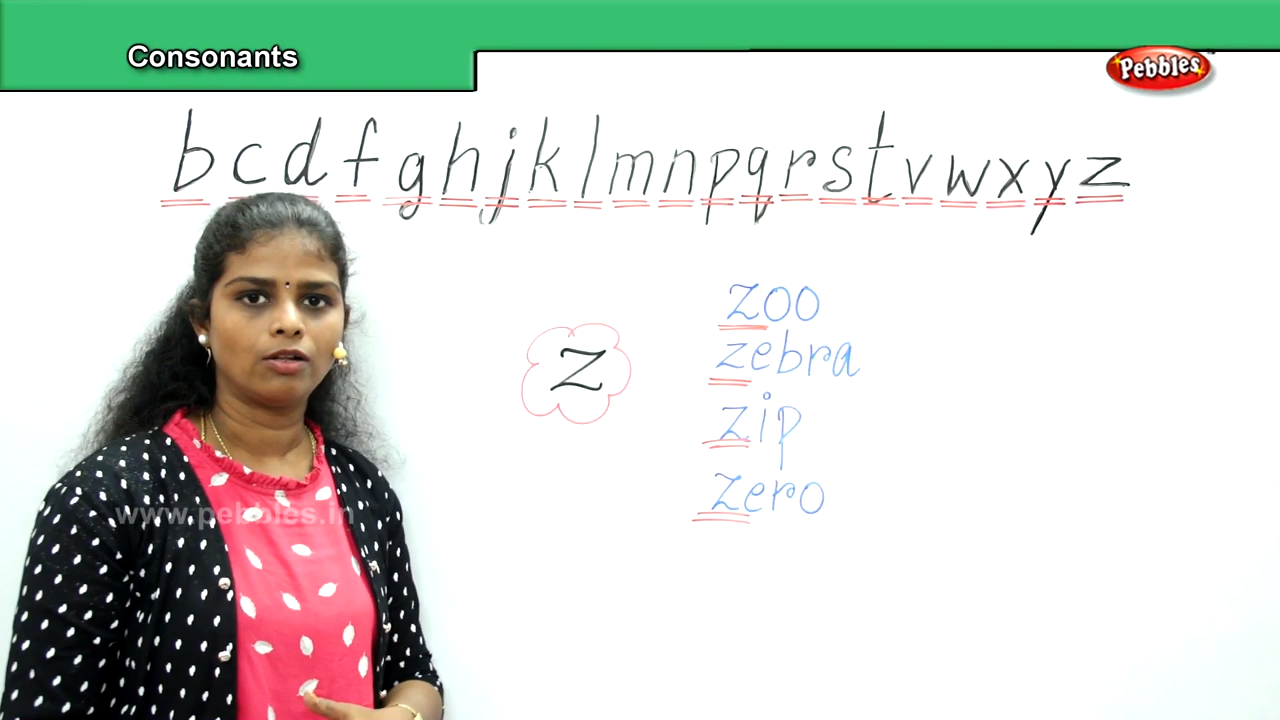 Consonants
Pebbles
b c d f g h j k l m n p q r s t v w x y z
z
zoo
zebra
zip
zero
www.pebbles.in